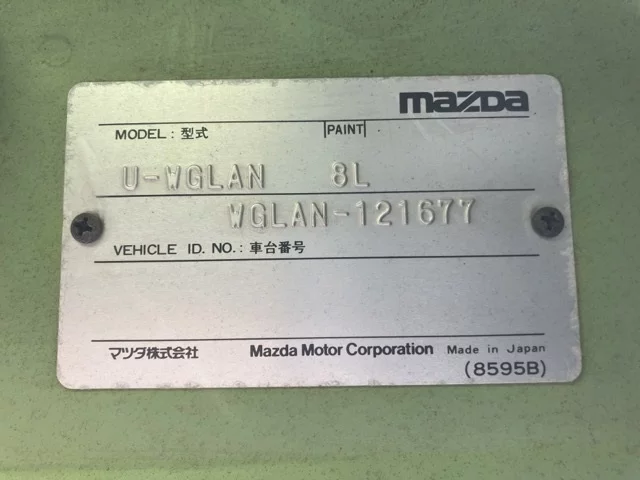 mazda
MODEL : 型式 PAINT
U-WGLAN 8L
WGLAN-121677
VEHICLE ID. NO. : 車台番号
マツダ株式会社 Mazda Motor Corporation Made in Japan
(8595B)